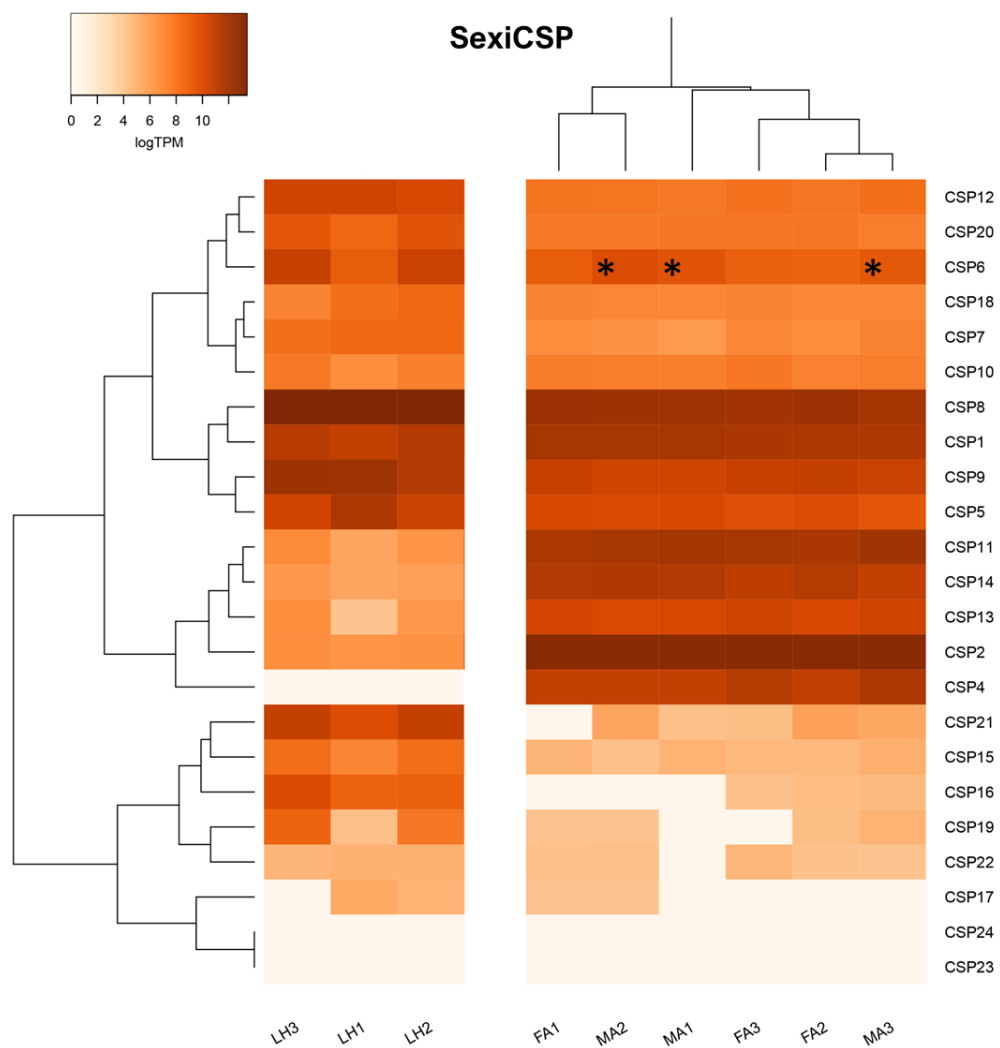 SexiCSP
0 2 4 6 8 10
logTPM
CSP12
CSP20
CSP6
* * *
CSP18
CSP7
CSP10
CSP8
CSP1
CSP9
CSP5
CSP11
CSP14
CSP13
CSP2
CSP4
CSP21
CSP15
CSP16
CSP19
CSP22
CSP17
CSP24
CSP23
LH3 LH1 LH2 FA1 MA2 MA1 FA3 FA2 MA3